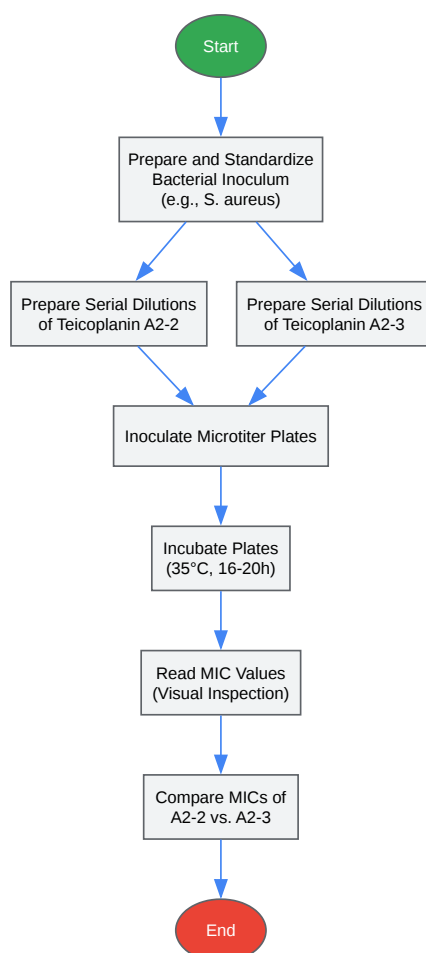 Start
Prepare and Standardize
Bacterial Inoculum
(e.g., S. aureus)
Prepare Serial Dilutions
of Teicoplanin A2-2
Prepare Serial Dilutions
of Teicoplanin A2-3
Inoculate Microtiter Plates
Incubate Plates
(35°C, 16-20h)
Read MIC Values
(Visual Inspection)
Compare MICs of
A2-2 vs. A2-3
End